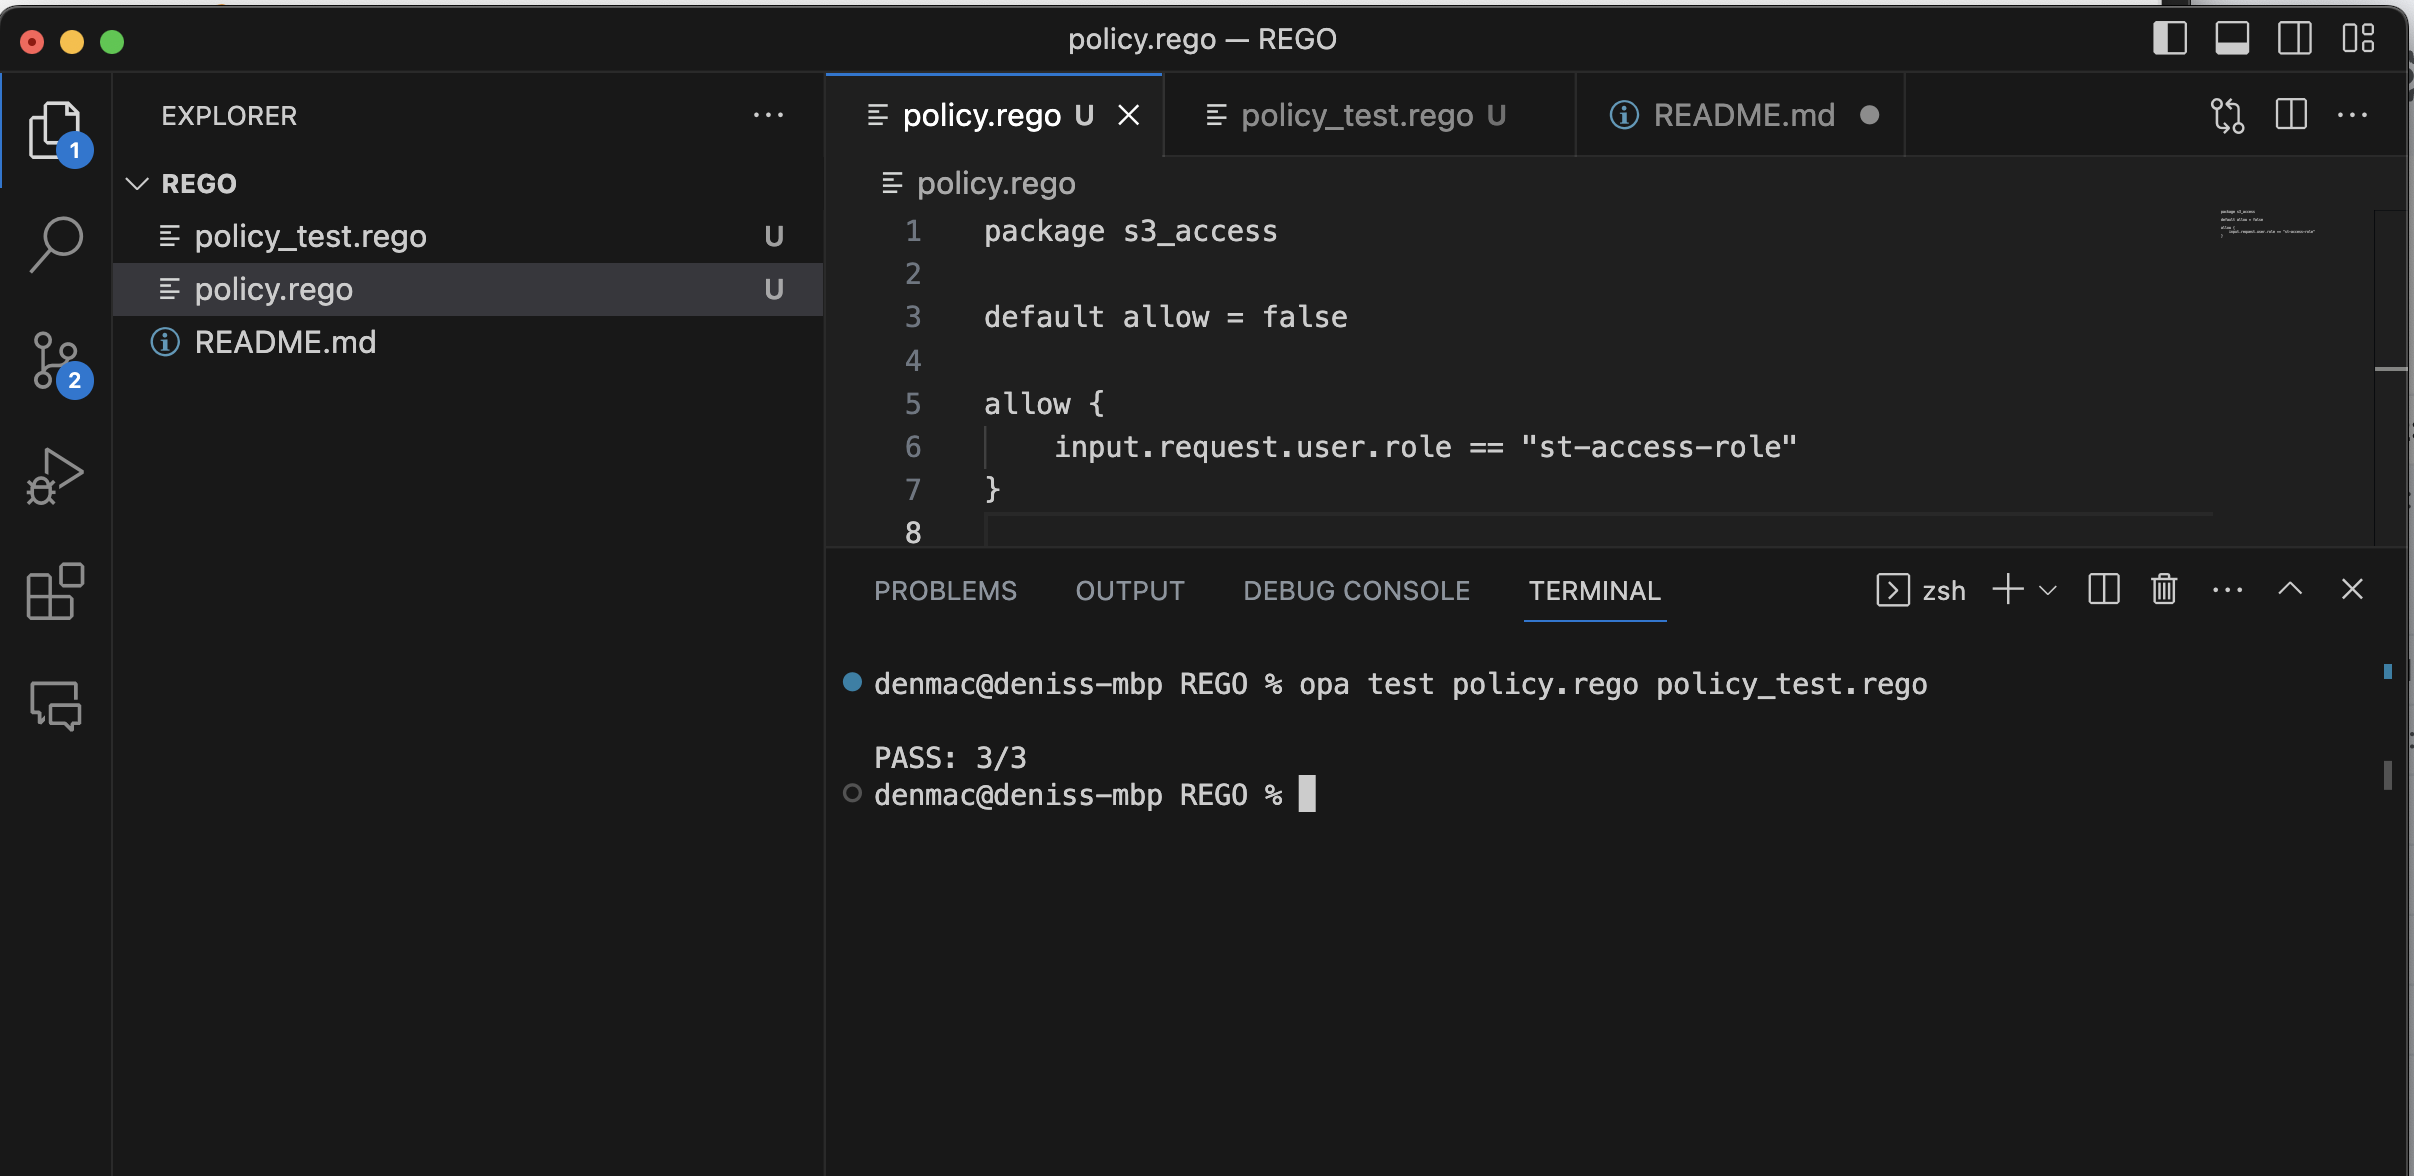 policy.rego — REGO
EXPLORER
1
REGO
policy_test.rego U
policy.rego U
README.md
2
policy.rego U
policy_test.rego U
README.md
policy.rego
1 package s3_access
2
3 default allow = false
4
5 allow {
6 input.request.user.role == "st-access-role"
7 }
8
PROBLEMS OUTPUT DEBUG CONSOLE TERMINAL zsh
denmac@deniss-mbp REGO % opa test policy.rego policy_test.rego
PASS: 3/3
denmac@deniss-mbp REGO %